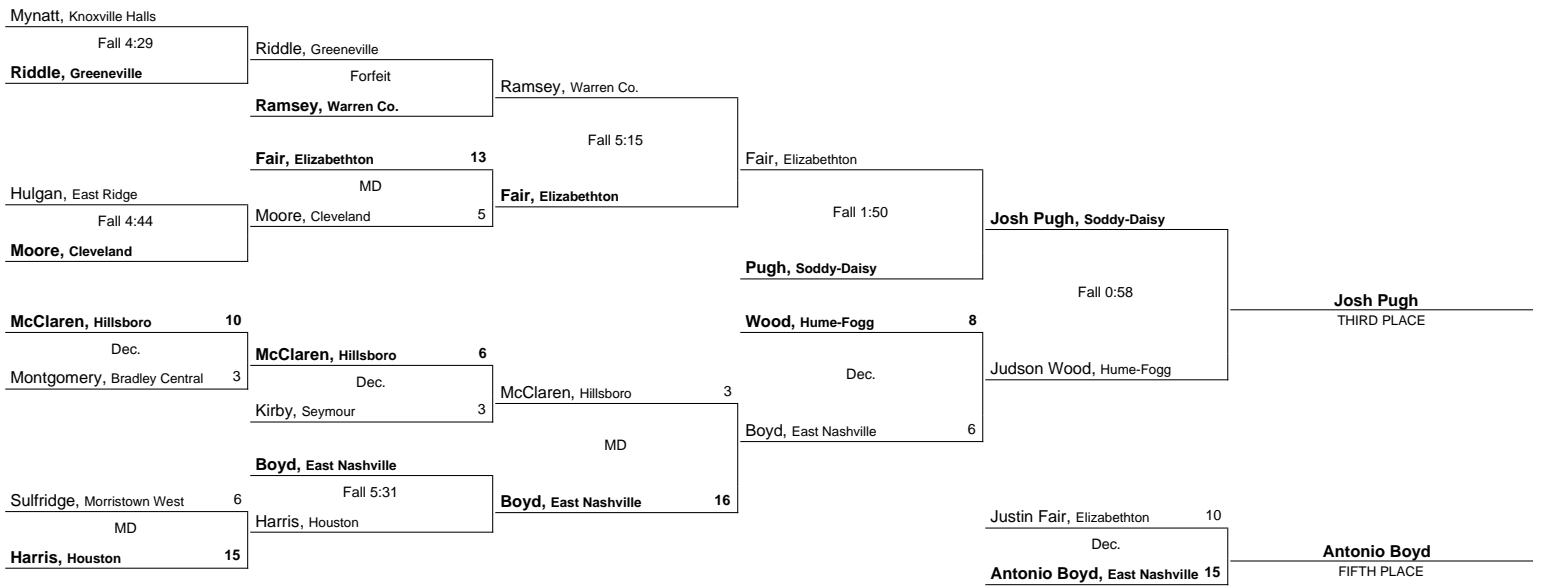 Mynatt, Knoxville Halls
Fall 4:29
Riddle, Greeneville
Hulgan, East Ridge
Fall 4:44
Moore, Cleveland
McClaren, Hillsboro 10
Dec.
Montgomery, Bradley Central 3
Sulfridge, Morristown West 6
MD
Harris, Houston 15
Riddle, Greeneville
Forfeit
Ramsey, Warren Co.
Fair, Elizabethton 13
MD
Moore, Cleveland 5
McClaren, Hillsboro 6
Dec.
Kirby, Seymour 3
Boyd, East Nashville
Fall 5:31
Harris, Houston
Ramsey, Warren Co.
Fall 5:15
Fair, Elizabethton
McClaren, Hillsboro 3
MD
Boyd, East Nashville 16
Fair, Elizabethton
Fall 1:50
Pugh, Soddy-Daisy
Wood, Hume-Fogg 8
Dec.
Boyd, East Nashville 6
Josh Pugh, Soddy-Daisy
Fall 0:58
Judson Wood, Hume-Fogg
Josh Pugh
THIRD PLACE
Justin Fair, Elizabethton 10
Dec.
Antonio Boyd, East Nashville 15
Antonio Boyd
FIFTH PLACE